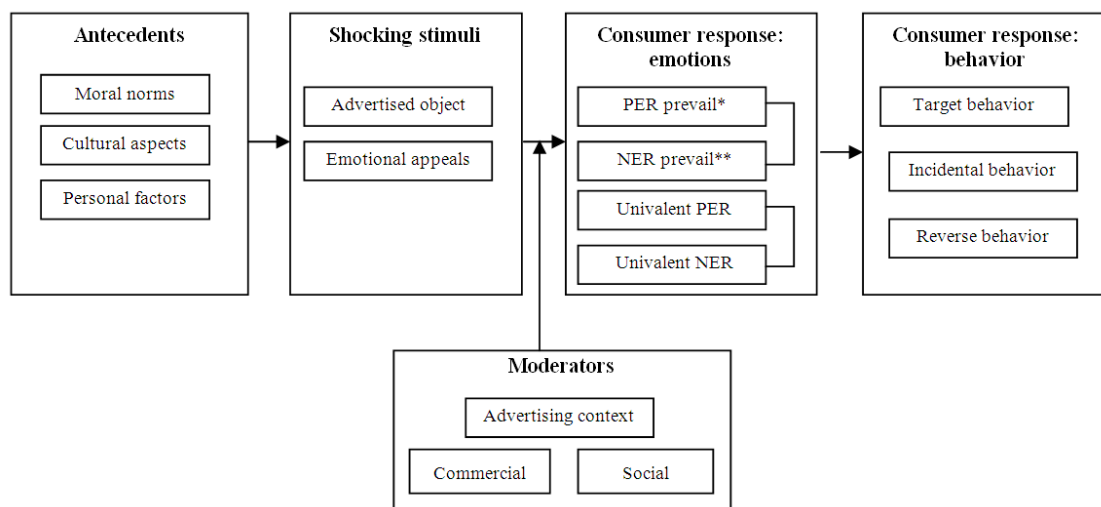 Antecedents
Moral norms
Cultural aspects
Personal factors
Shocking stimuli
Advertised object
Emotional appeals
Consumer response:
emotions
PER prevail*
NER prevail**
Univalent PER
Univalent NER
Consumer response:
behavior
Target behavior
Incidental behavior
Reverse behavior
Moderators
Advertising context
Commercial
Social